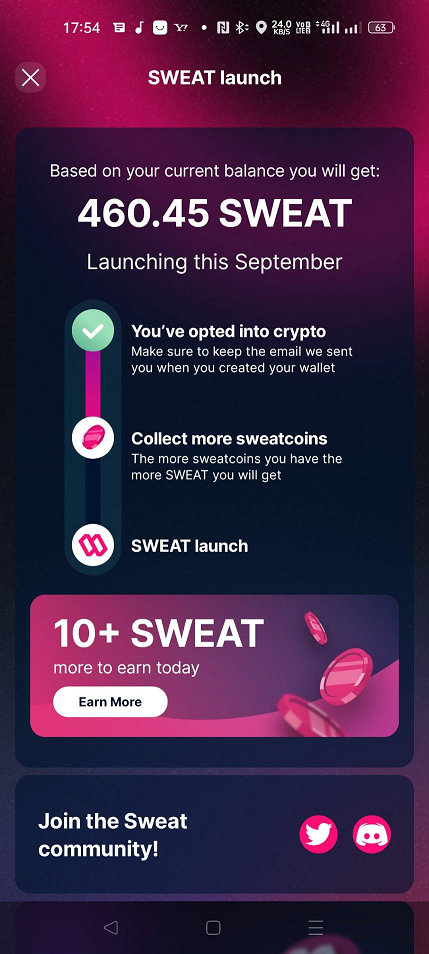 17:54 24.0 KB/S Vo LTE 4G 63
SWEAT launch
Based on your current balance you will get:
460.45 SWEAT
Launching this September
You've opted into crypto
Make sure to keep the email we sent
you when you created your wallet
Collect more sweatcoins
The more sweatcoins you have the
more SWEAT you will get
SWEAT launch
10+ SWEAT
more to earn today
Earn More
Join the Sweat
community!